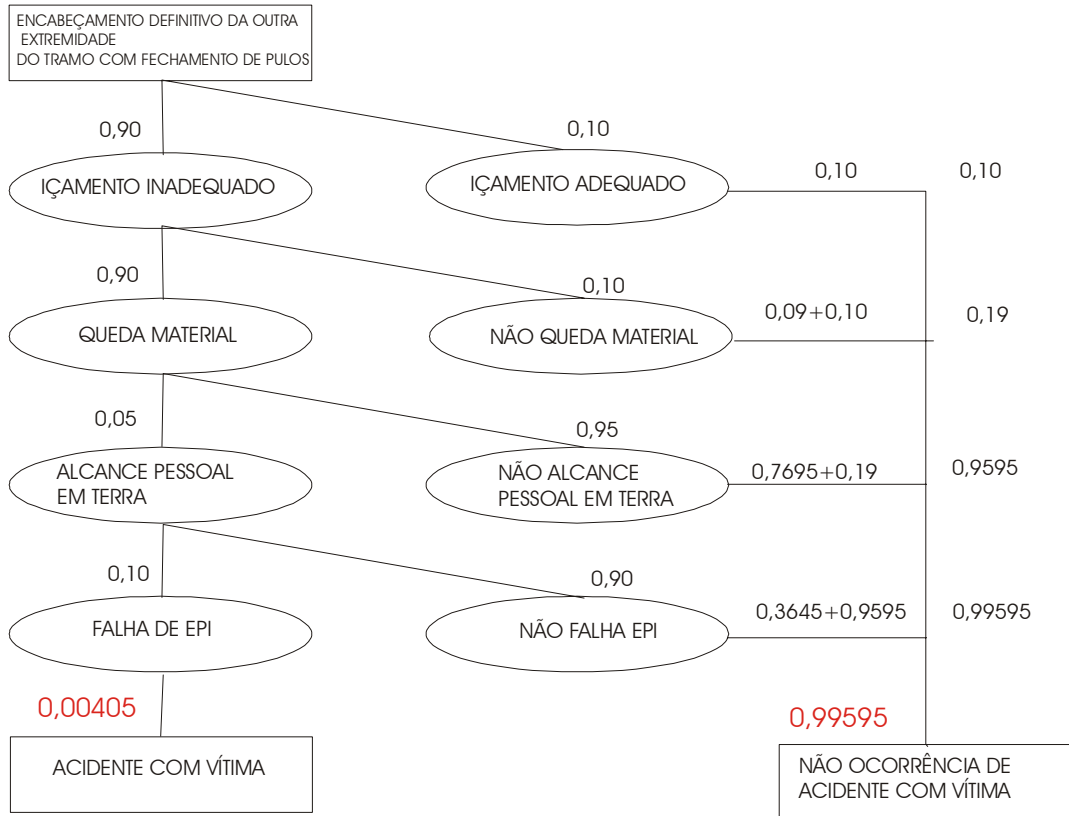 ENCABEÇAMENTO DEFINITIVO DA OUTRA
EXTREMIDADE
DO TRAMO COM FECHAMENTO DE PULOS
0,90
0,10
IÇAMENTO INADEQUADO
IÇAMENTO ADEQUADO
0,10
0,10
0,90
0,10
QUEDA MATERIAL
NÃO QUEDA MATERIAL
0,09+0,10
0,19
0,05
0,95
ALCANCE PESSOAL
EM TERRA
NÃO ALCANCE
PESSOAL EM TERRA
0,7695+0,19
0,9595
0,10
0,90
FALHA DE EPI
NÃO FALHA EPI
0,3645+0,9595
0,99595
0,00405
0,99595
ACIDENTE COM VÍTIMA
NÃO OCORRÊNCIA DE
ACIDENTE COM VÍTIMA